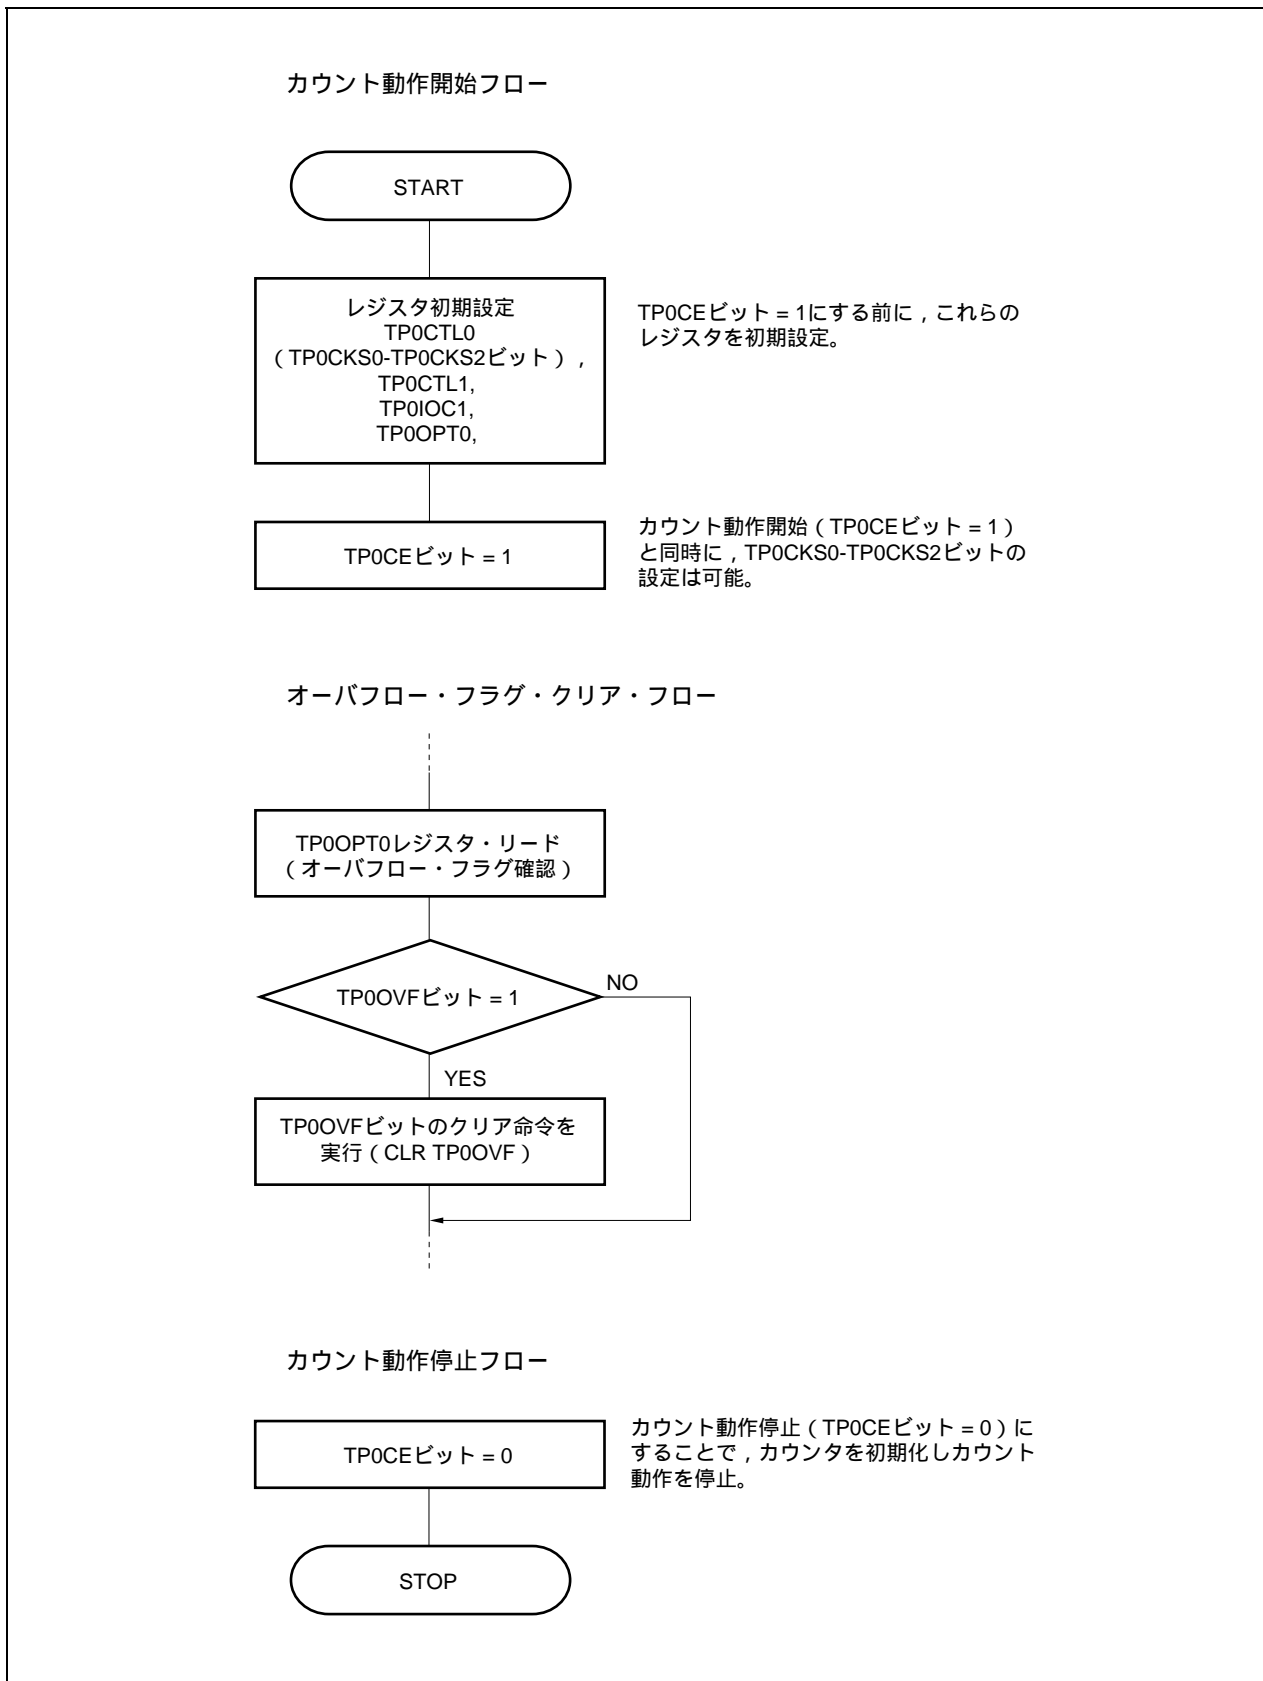 カウント動作開始フロー
START
レジスタ初期設定
TP0CTL0
（TP0CKS0-TP0CKS2ビット），
TP0CTL1,
TP0IOC1,
TP0OPT0,
TP0CEビット = 1にする前に，これらの
レジスタを初期設定。
TP0CEビット = 1
カウント動作開始（TP0CEビット = 1）
と同時に，TP0CKS0-TP0CKS2ビットの
設定は可能。
オーバフロー・フラグ・クリア・フロー
TP0OPT0レジスタ・リード
（オーバフロー・フラグ確認）
TP0OVFビット = 1
NO
YES
TP0OVFビットのクリア命令を
実行（CLR TP0OVF）
カウント動作停止フロー
TP0CEビット = 0
カウント動作停止（TP0CEビット = 0）に
することで，カウンタを初期化しカウント
動作を停止。
STOP